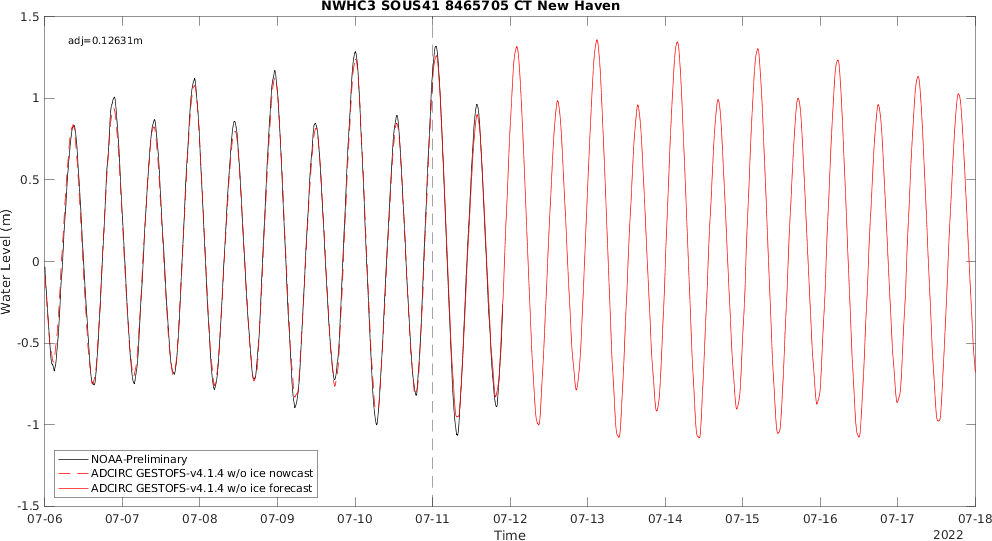 NWHC3 SOUS41 8465705 CT New Haven
1.5
adj=0.12631m
1
0.5
0
-0.5
-1
-1.5
Water Level (m)
NOAA-Preliminary
ADCIRC GESTOFS-v4.1.4 w/o ice nowcast
ADCIRC GESTOFS-v4.1.4 w/o ice forecast
07-06 07-07 07-08 07-09 07-10 07-11 07-12 07-13 07-14 07-15 07-16 07-17 07-18
Time
2022